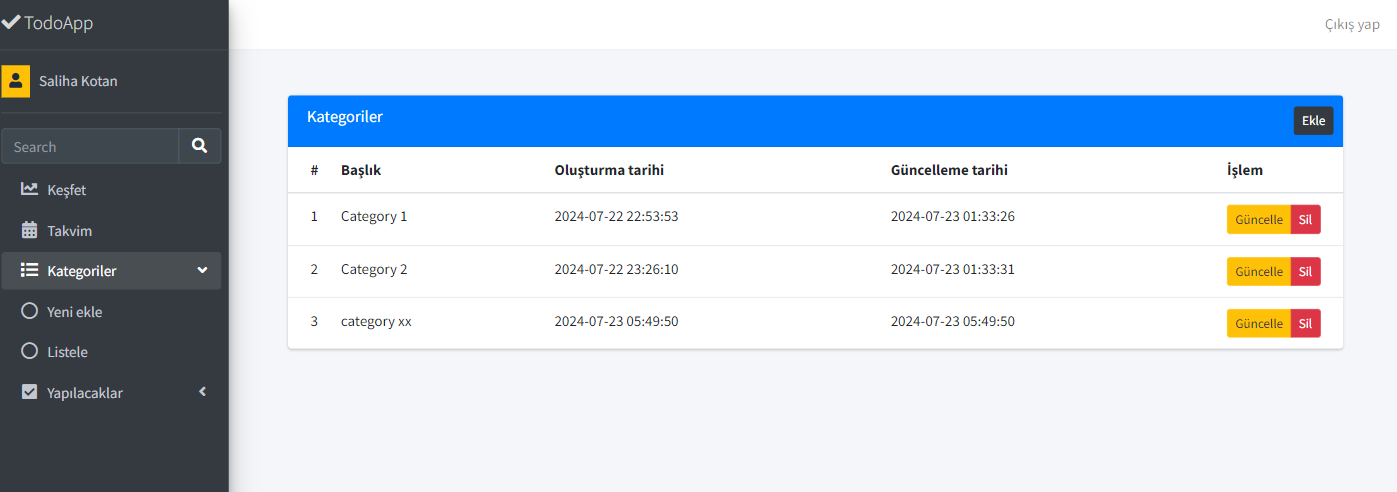 TodoApp
Çıkış yap
Saliha Kotan
Search
Keşfet
Takvim
Kategoriler
Yeni ekle
Listele
Yapılacaklar
Kategoriler
Ekle
# Başlık Oluşturma tarihi Güncelleme tarihi İşlem
1 Category 1 2024-07-22 22:53:53 2024-07-23 01:33:26 Güncelle Sil
2 Category 2 2024-07-22 23:26:10 2024-07-23 01:33:31 Güncelle Sil
3 category xx 2024-07-23 05:49:50 2024-07-23 05:49:50 Güncelle Sil